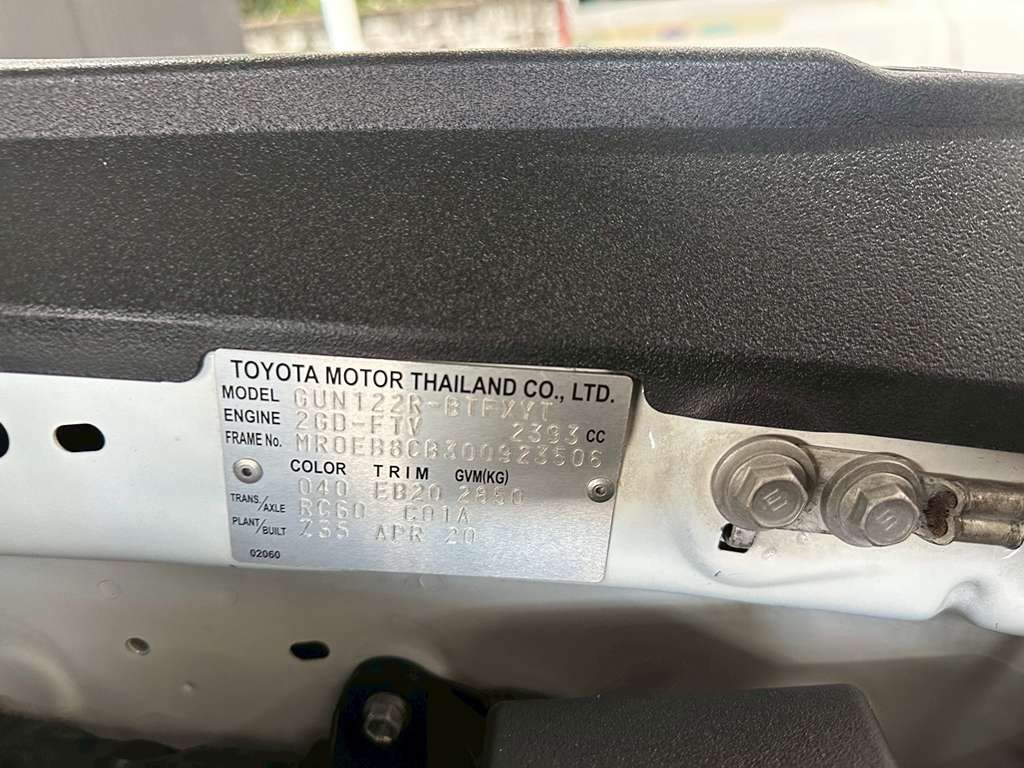 TOYOTA MOTOR THAILAND CO., LTD.
MODEL GUN122R-BTFXYT
ENGINE 2GD-FTV 2393 CC
FRAME No. MR0EB8CB300923506
COLOR TRIM GVM(KG)
040 EB20 2850
TRANS./AXLE RC60 C01A
PLANT/BUILT Z35 APR 20
02060